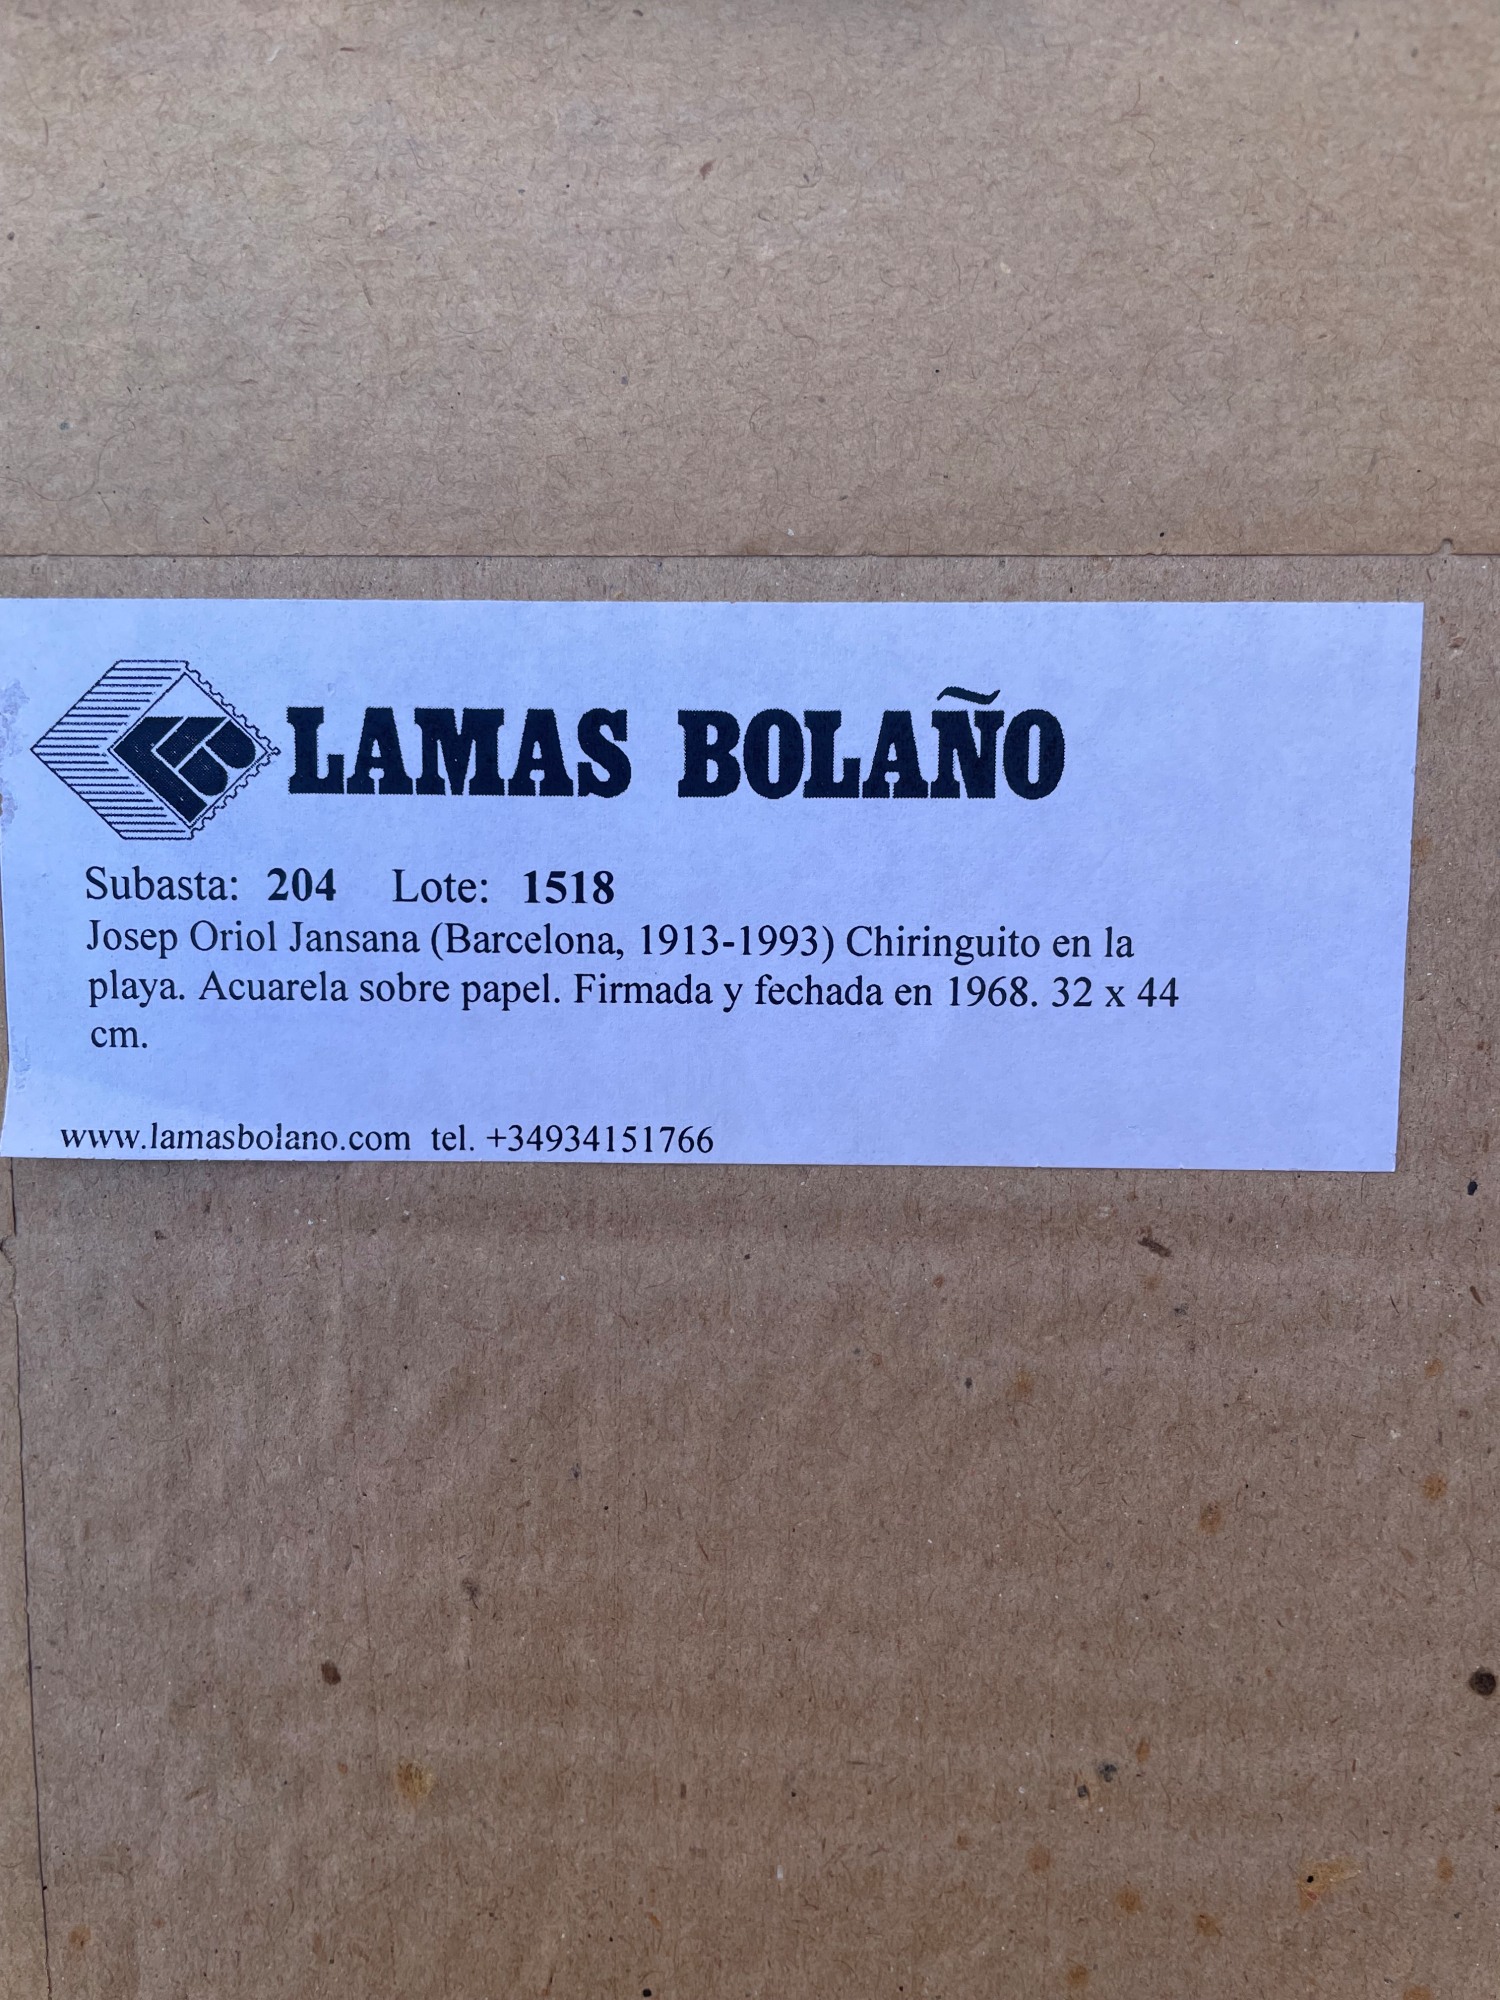 LAMAS BOLAÑO
Subasta: 204 Lote: 1518
Josep Oriol Jansana (Barcelona, 1913-1993) Chiringuito en la
playa. Acuarela sobre papel. Firmada y fechada en 1968. 32 x 44
cm.
www.lamasbolano.com tel. +34934151766